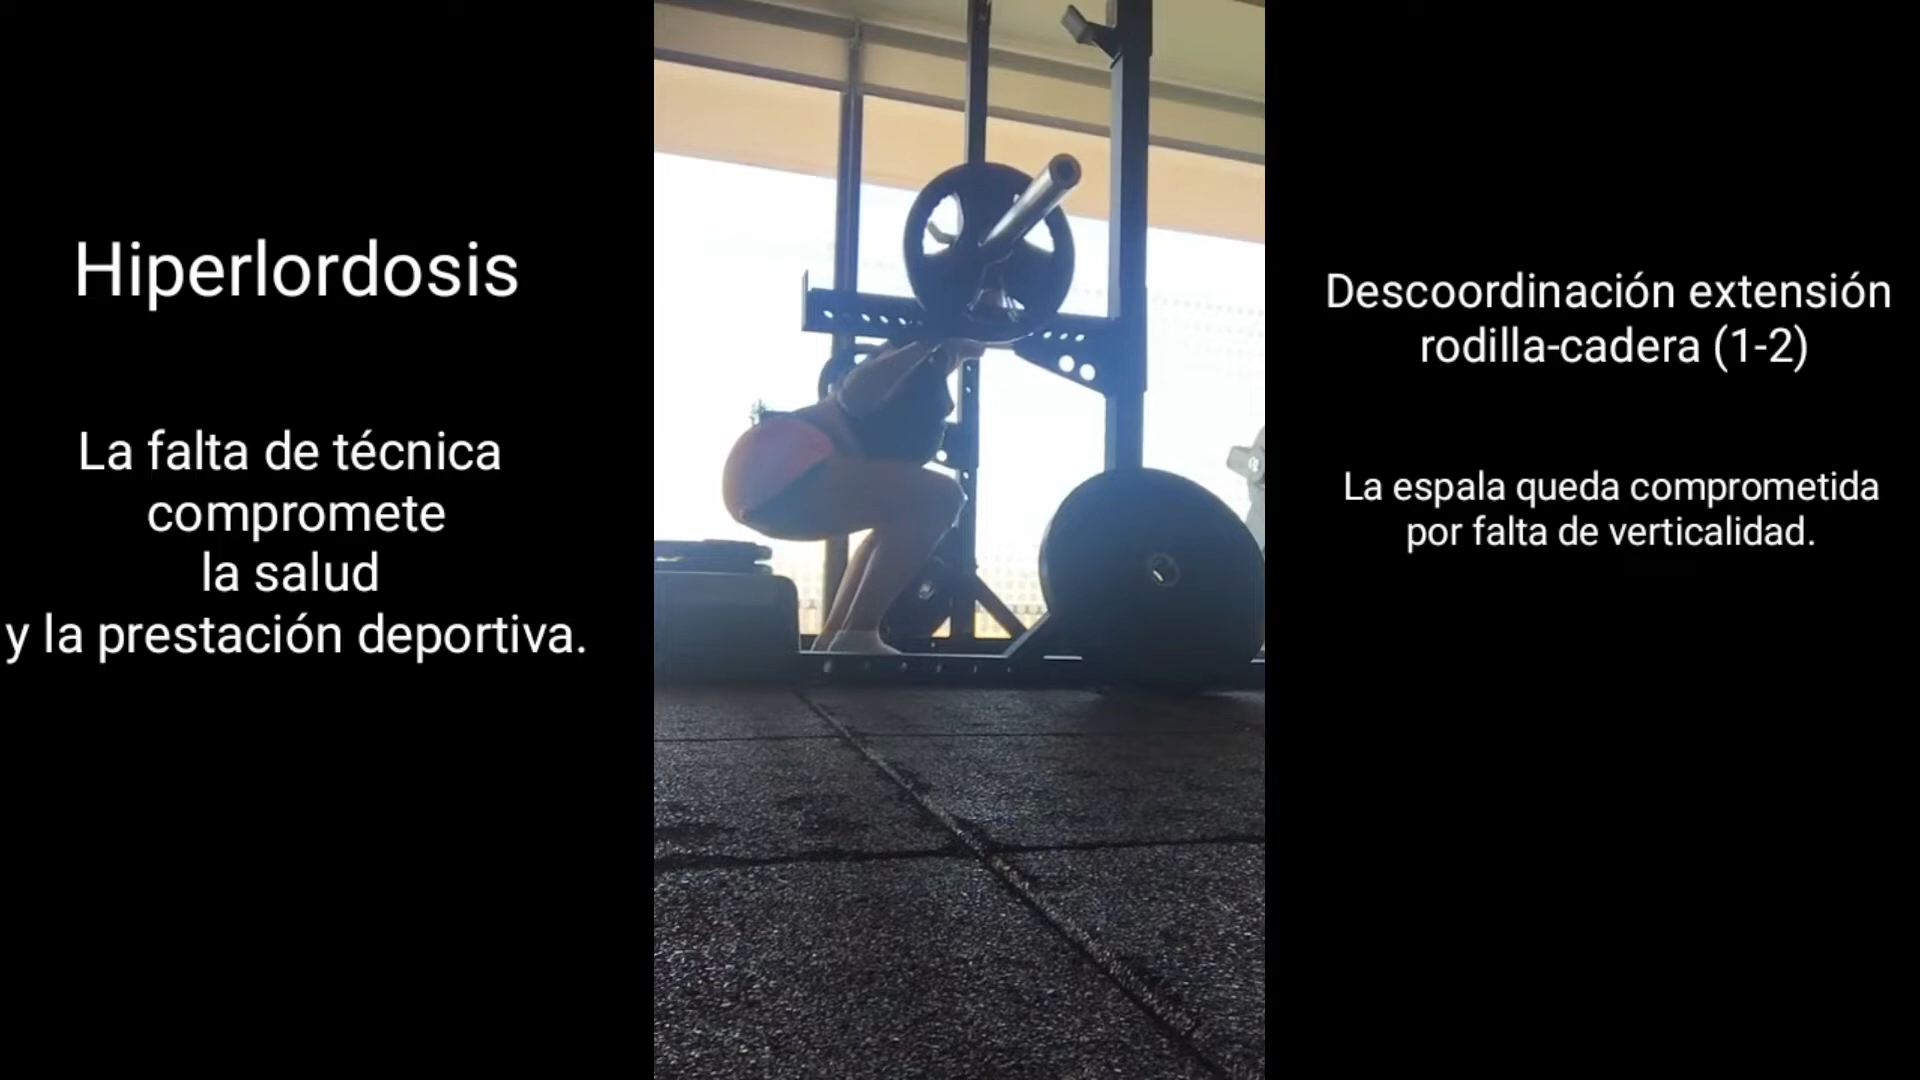 Hiperlordosis
La falta de técnica
compromete
la salud
y la prestación deportiva.
Descoordinación extensión
rodilla-cadera (1-2)
La espala queda comprometida
por falta de verticalidad.